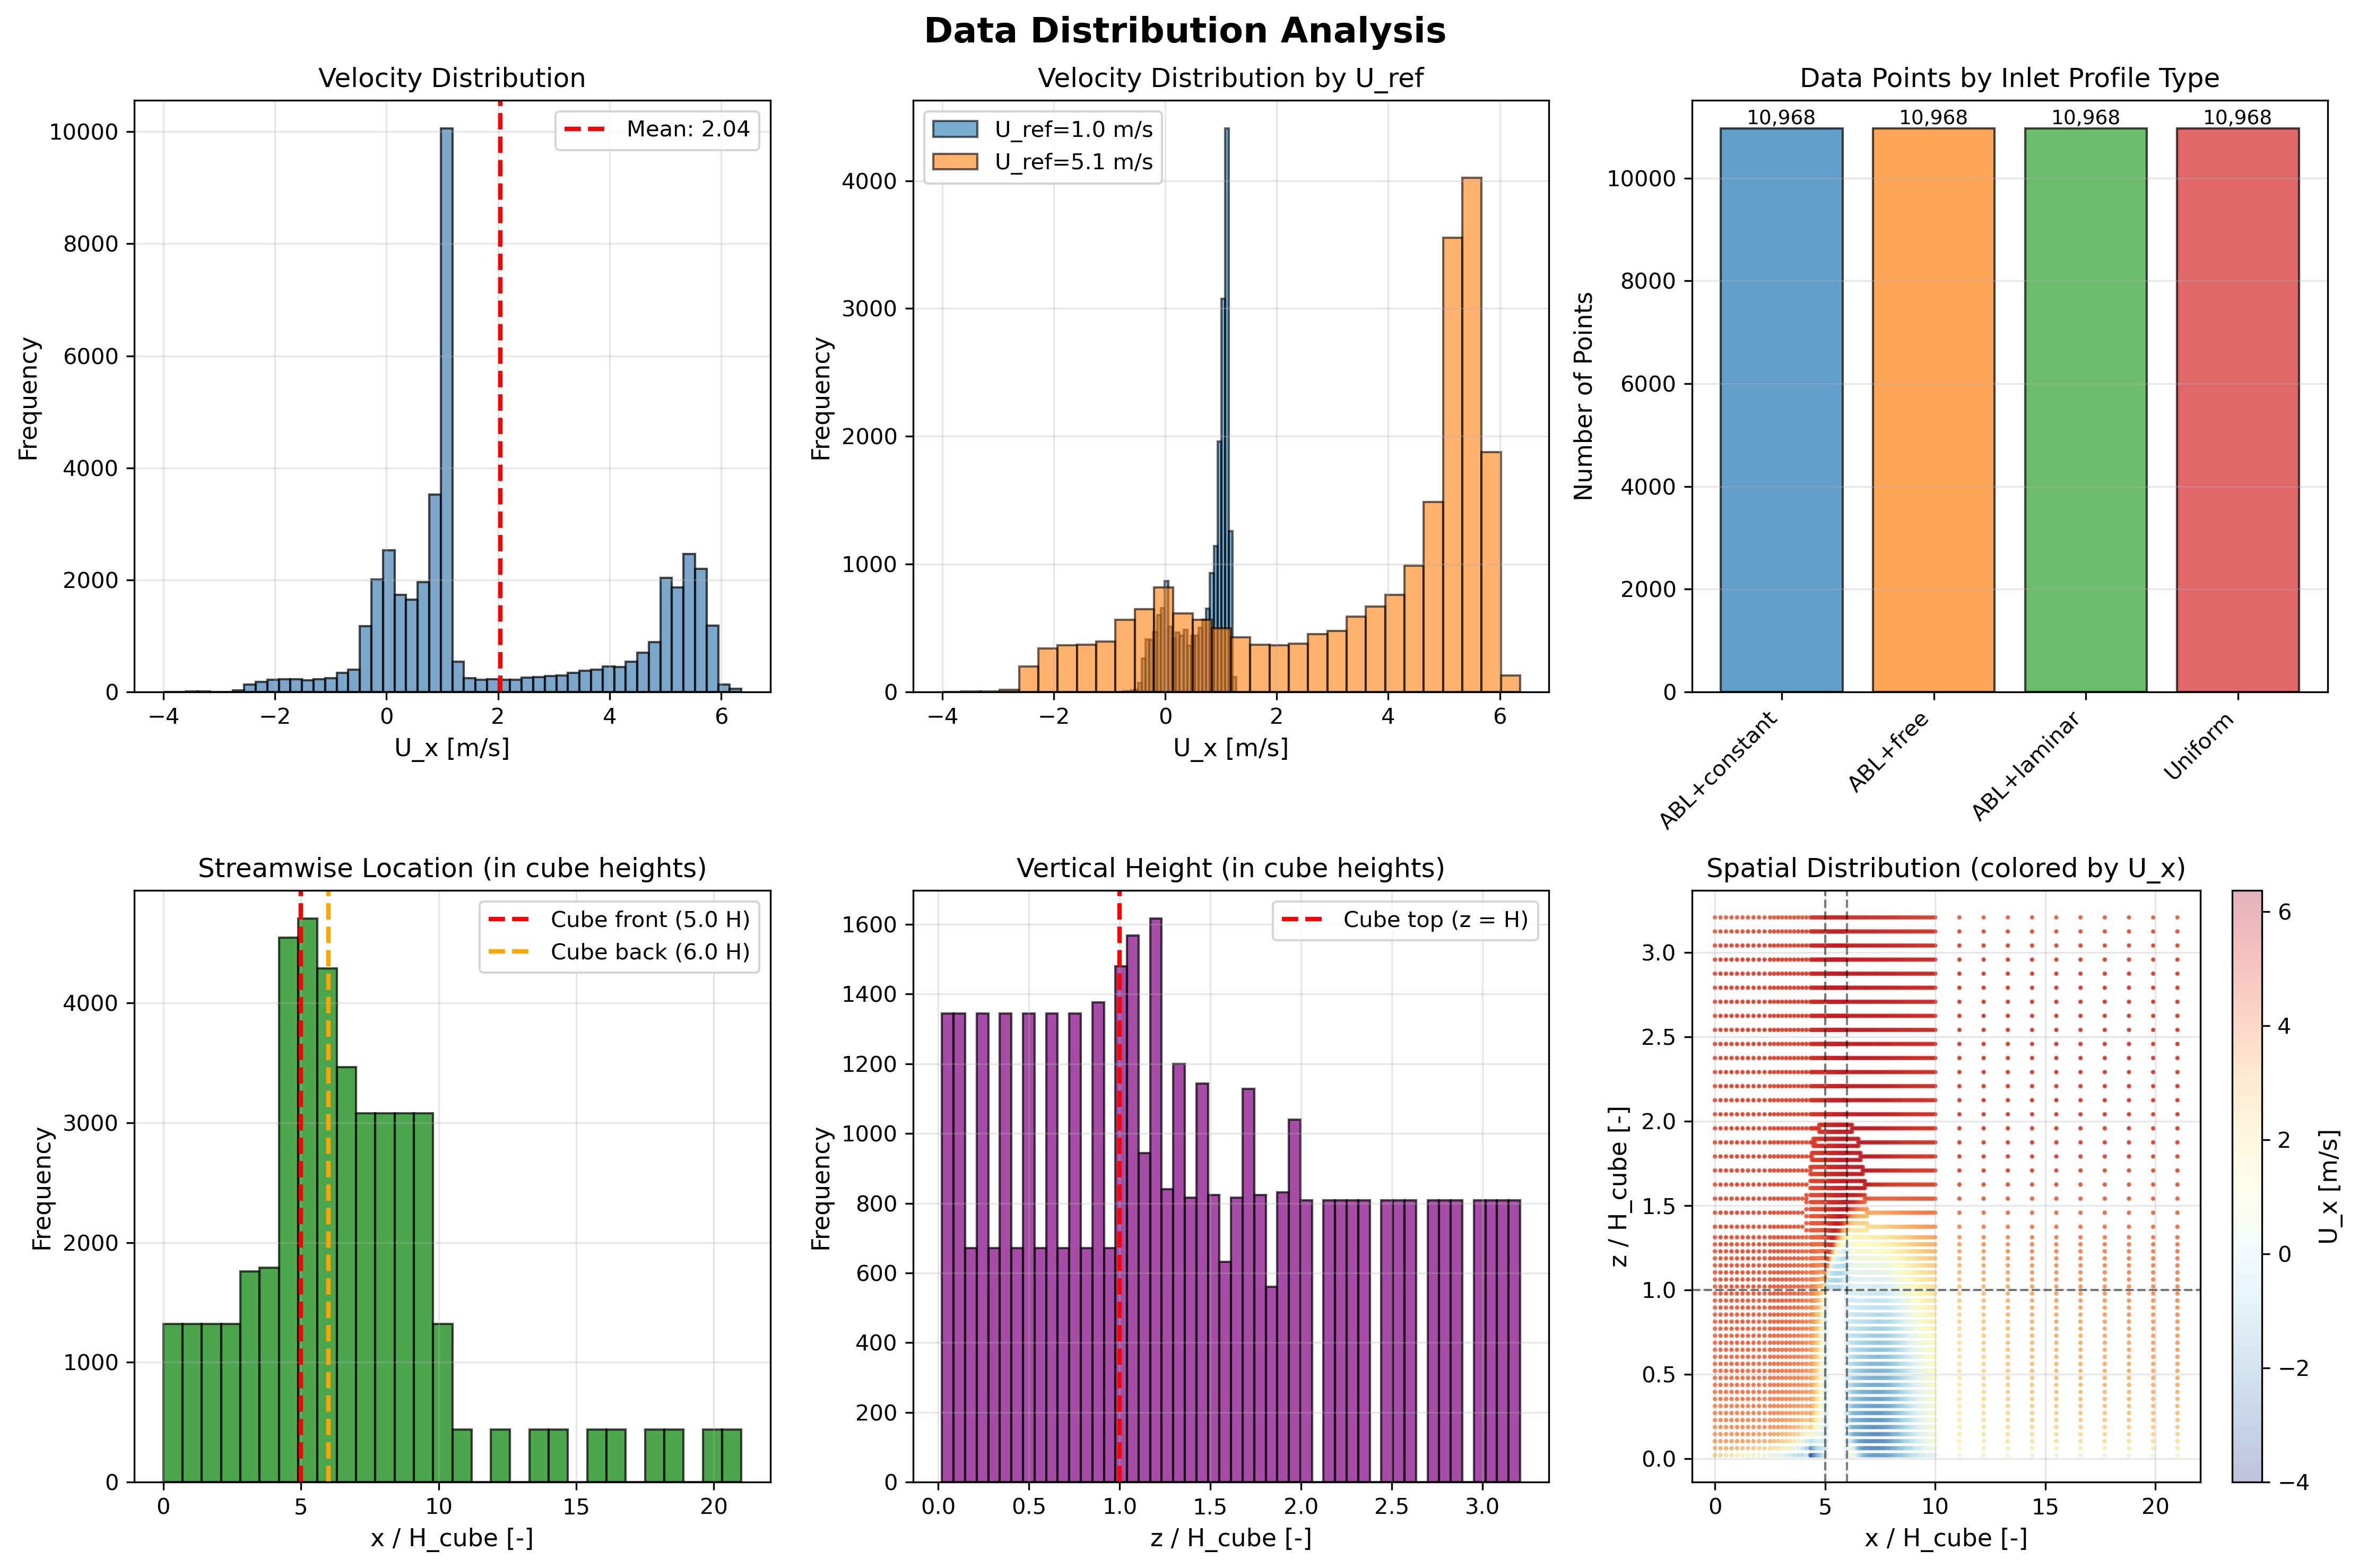 Data Distribution Analysis
Velocity Distribution
Frequency
10000
8000
6000
4000
2000
0
−4
−2
0
2
4
6
U_x [m/s]
Mean: 2.04
Velocity Distribution by U_ref
Frequency
4000
3000
2000
1000
0
−4
−2
0
2
4
6
U_x [m/s]
U_ref=1.0 m/s
U_ref=5.1 m/s
Data Points by Inlet Profile Type
Number of Points
10000
8000
6000
4000
2000
0
10,968
10,968
10,968
10,968
ABL+constant
ABL+free
ABL+laminar
Uniform
Streamwise Location (in cube heights)
Frequency
4000
3000
2000
1000
0
0
5
10
15
20
x / H_cube [-]
Cube front (5.0 H)
Cube back (6.0 H)
Vertical Height (in cube heights)
Frequency
1600
1400
1200
1000
800
600
400
200
0
0.0
0.5
1.0
1.5
2.0
2.5
3.0
z / H_cube [-]
Cube top (z = H)
Spatial Distribution (colored by U_x)
z / H_cube [-]
3.0
2.5
2.0
1.5
1.0
0.5
0.0
0
5
10
15
20
x / H_cube [-]
6
4
2
0
−2
−4
U_x [m/s]